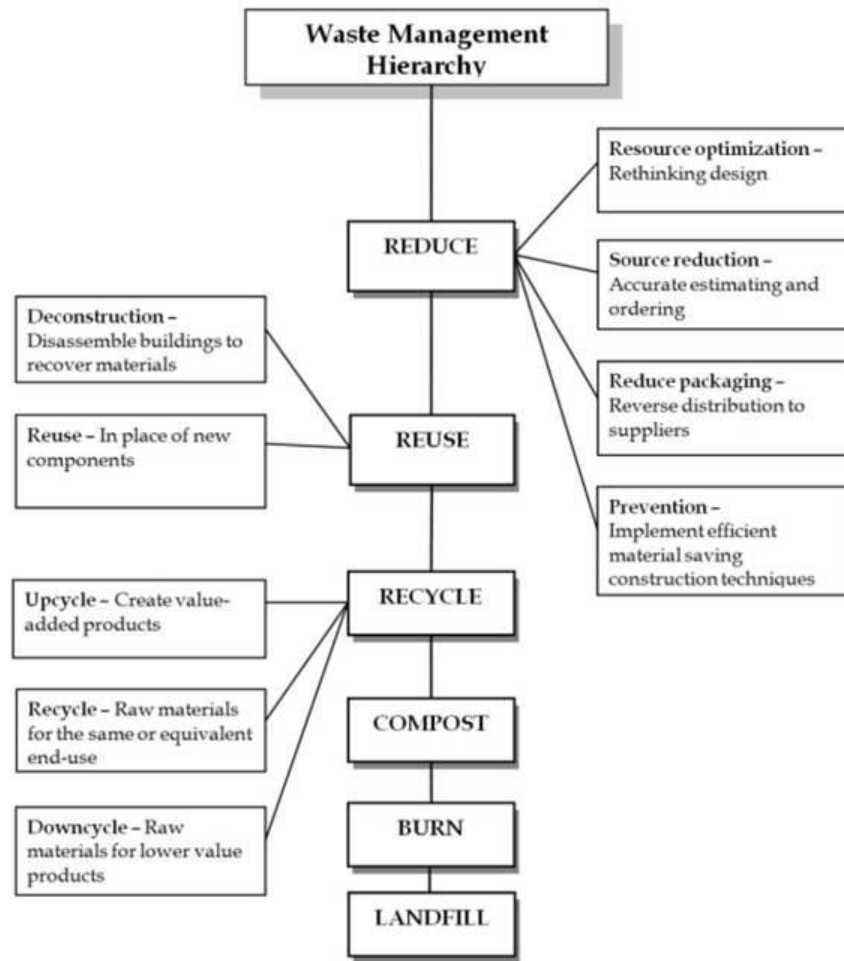 Waste Management
Hierarchy
Resource optimization –
Rethinking design
REDUCE
Source reduction –
Accurate estimating and
ordering
Deconstruction –
Disassemble buildings to
recover materials
Reduce packaging –
Reverse distribution to
suppliers
Reuse – In place of new
components
REUSE
Prevention –
Implement efficient
material saving
construction techniques
Upcycle – Create value-
added products
RECYCLE
Recycle – Raw materials
for the same or equivalent
end-use
COMPOST
Downcycle – Raw
materials for lower value
products
BURN
LANDFILL